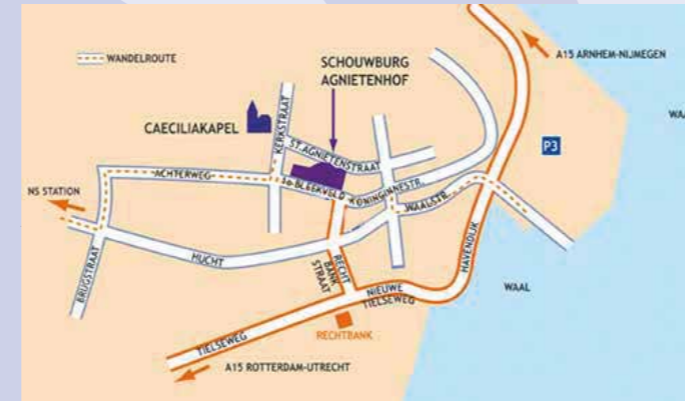 WANDELROUTE
SCHOUWBURG
AGNIETENHOF
A15 ARNHEM-NIJMEGEN
CAECILIAKAPEL
KERKSTRAAT
ST.AGNIETENSTRAAT
P3
ACHTERWEG
1e BLEEKVELD
KONINGINNESTR.
WAALSTR.
NS STATION
BRUGSTRAAT
HUCHT
RECHT
BANK
STRAAT
HAVENDIJK
NIEUWE
TIELSEWEG
WAAL
RECHTBANK
TIELSEWEG
A15 ROTTERDAM-UTRECHT